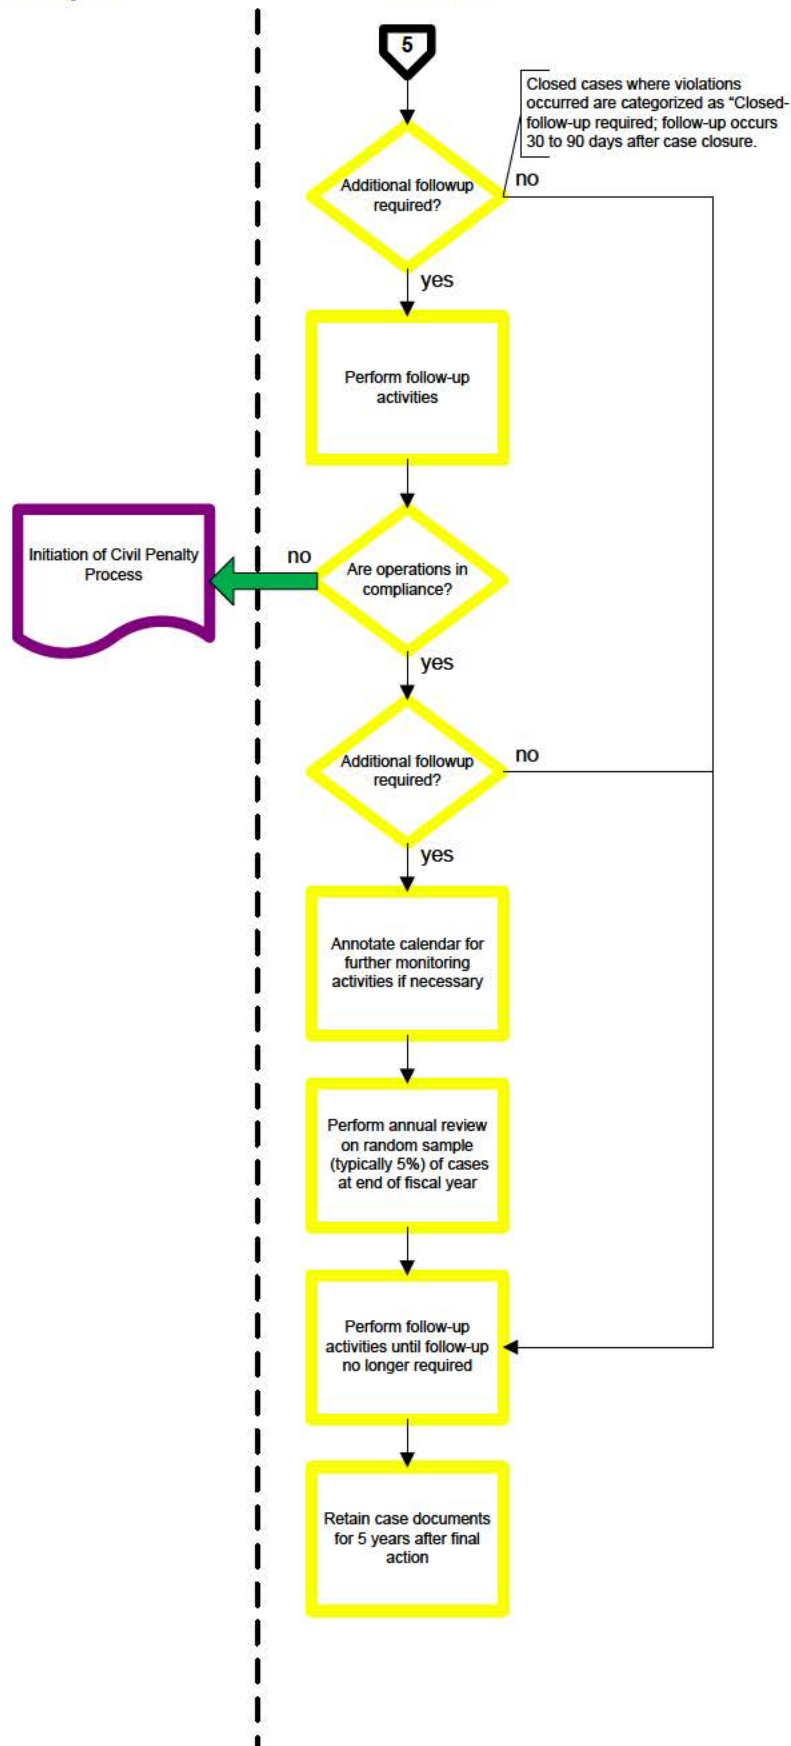 5
Closed cases where violations
occurred are categorized as “Closed-
follow-up required; follow-up occurs
30 to 90 days after case closure.
Additional followup
required?
no
yes
Perform follow-up
activities
Initiation of Civil Penalty
Process
no
Are operations in
compliance?
yes
Additional followup
required?
no
yes
Annotate calendar for
further monitoring
activities if necessary
Perform annual review
on random sample
(typically 5%) of cases
at end of fiscal year
Perform follow-up
activities until follow-up
no longer required
Retain case documents
for 5 years after final
action